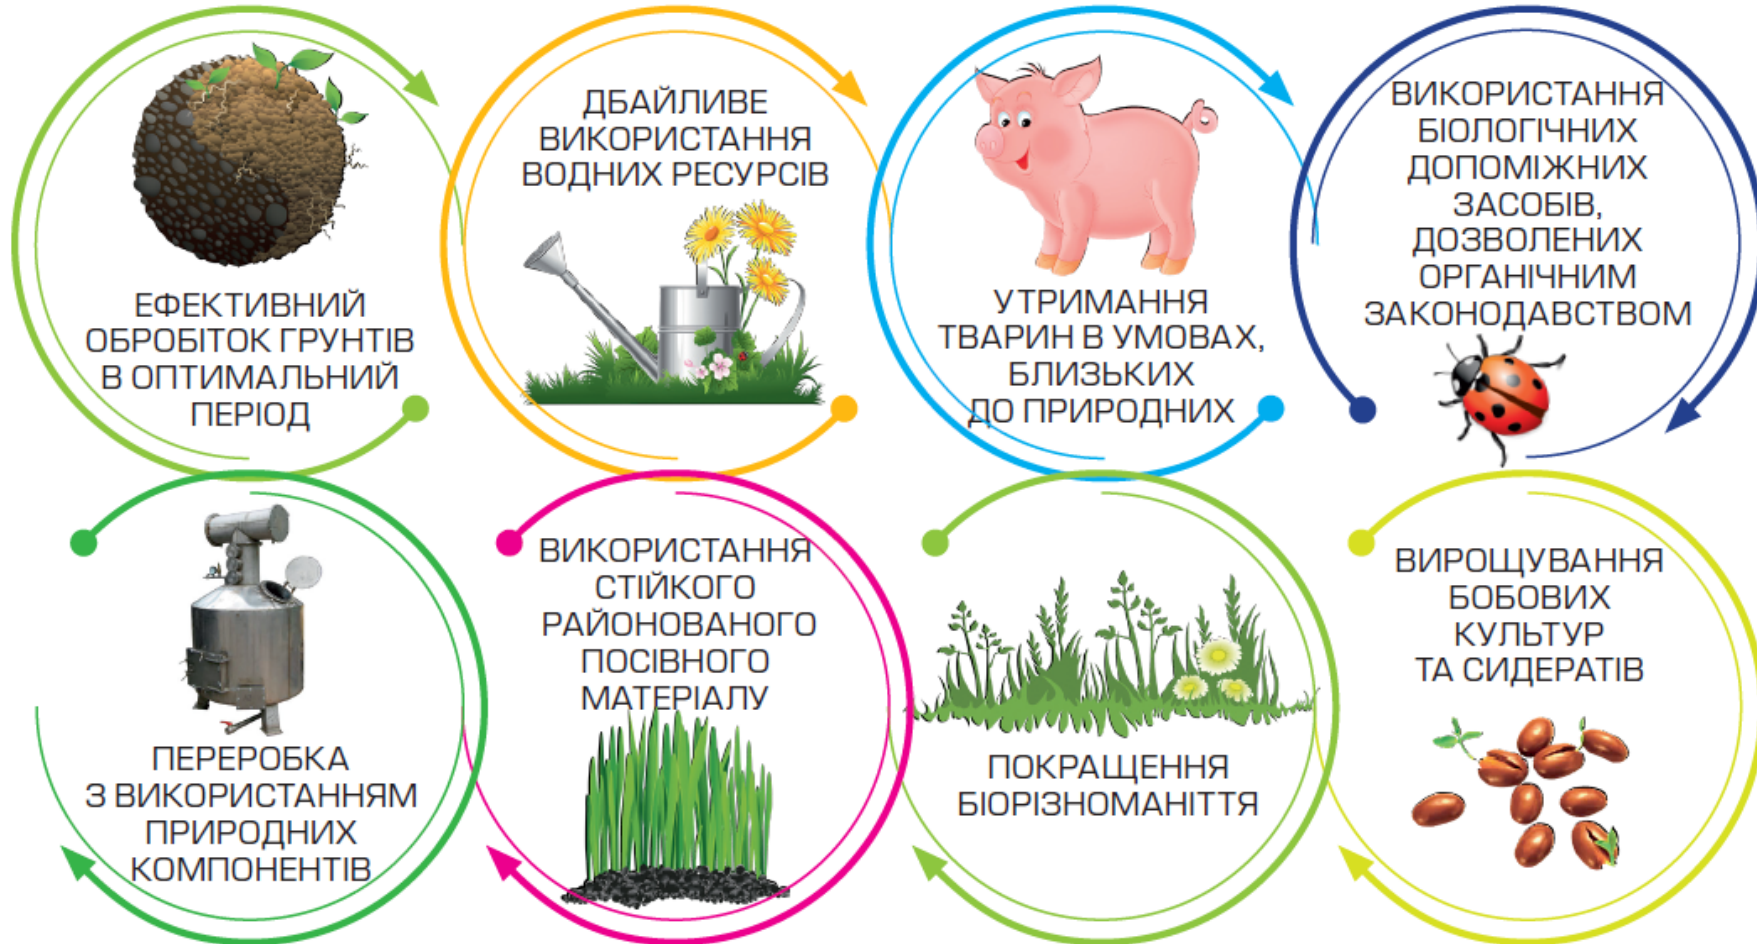 ЕФЕКТИВНИЙ
ОБРОБІТОК ГРУНТІВ
В ОПТИМАЛЬНИЙ
ПЕРІОД
ДБАЙЛИВЕ
ВИКОРИСТАННЯ
ВОДНИХ РЕСУРСІВ
УТРИМАННЯ
ТВАРИН В УМОВАХ,
БЛИЗЬКИХ
ДО ПРИРОДНИХ
ВИКОРИСТАННЯ
БІОЛОГІЧНИХ
ДОПОМІЖНИХ
ЗАСОБІВ,
ДОЗВОЛЕНИХ
ОРГАНІЧНИМ
ЗАКОНОДАВСТВОМ
ПЕРЕРОБКА
З ВИКОРИСТАННЯМ
ПРИРОДНИХ
КОМПОНЕНТІВ
ВИКОРИСТАННЯ
СТІЙКОГО
РАЙОНОВАНОГО
ПОСІВНОГО
МАТЕРІАЛУ
ПОКРАЩЕННЯ
БІОРІЗНОМАНІТТЯ
ВИРОЩУВАННЯ
БОБОВИХ
КУЛЬТУР
ТА СИДЕРАТІВ